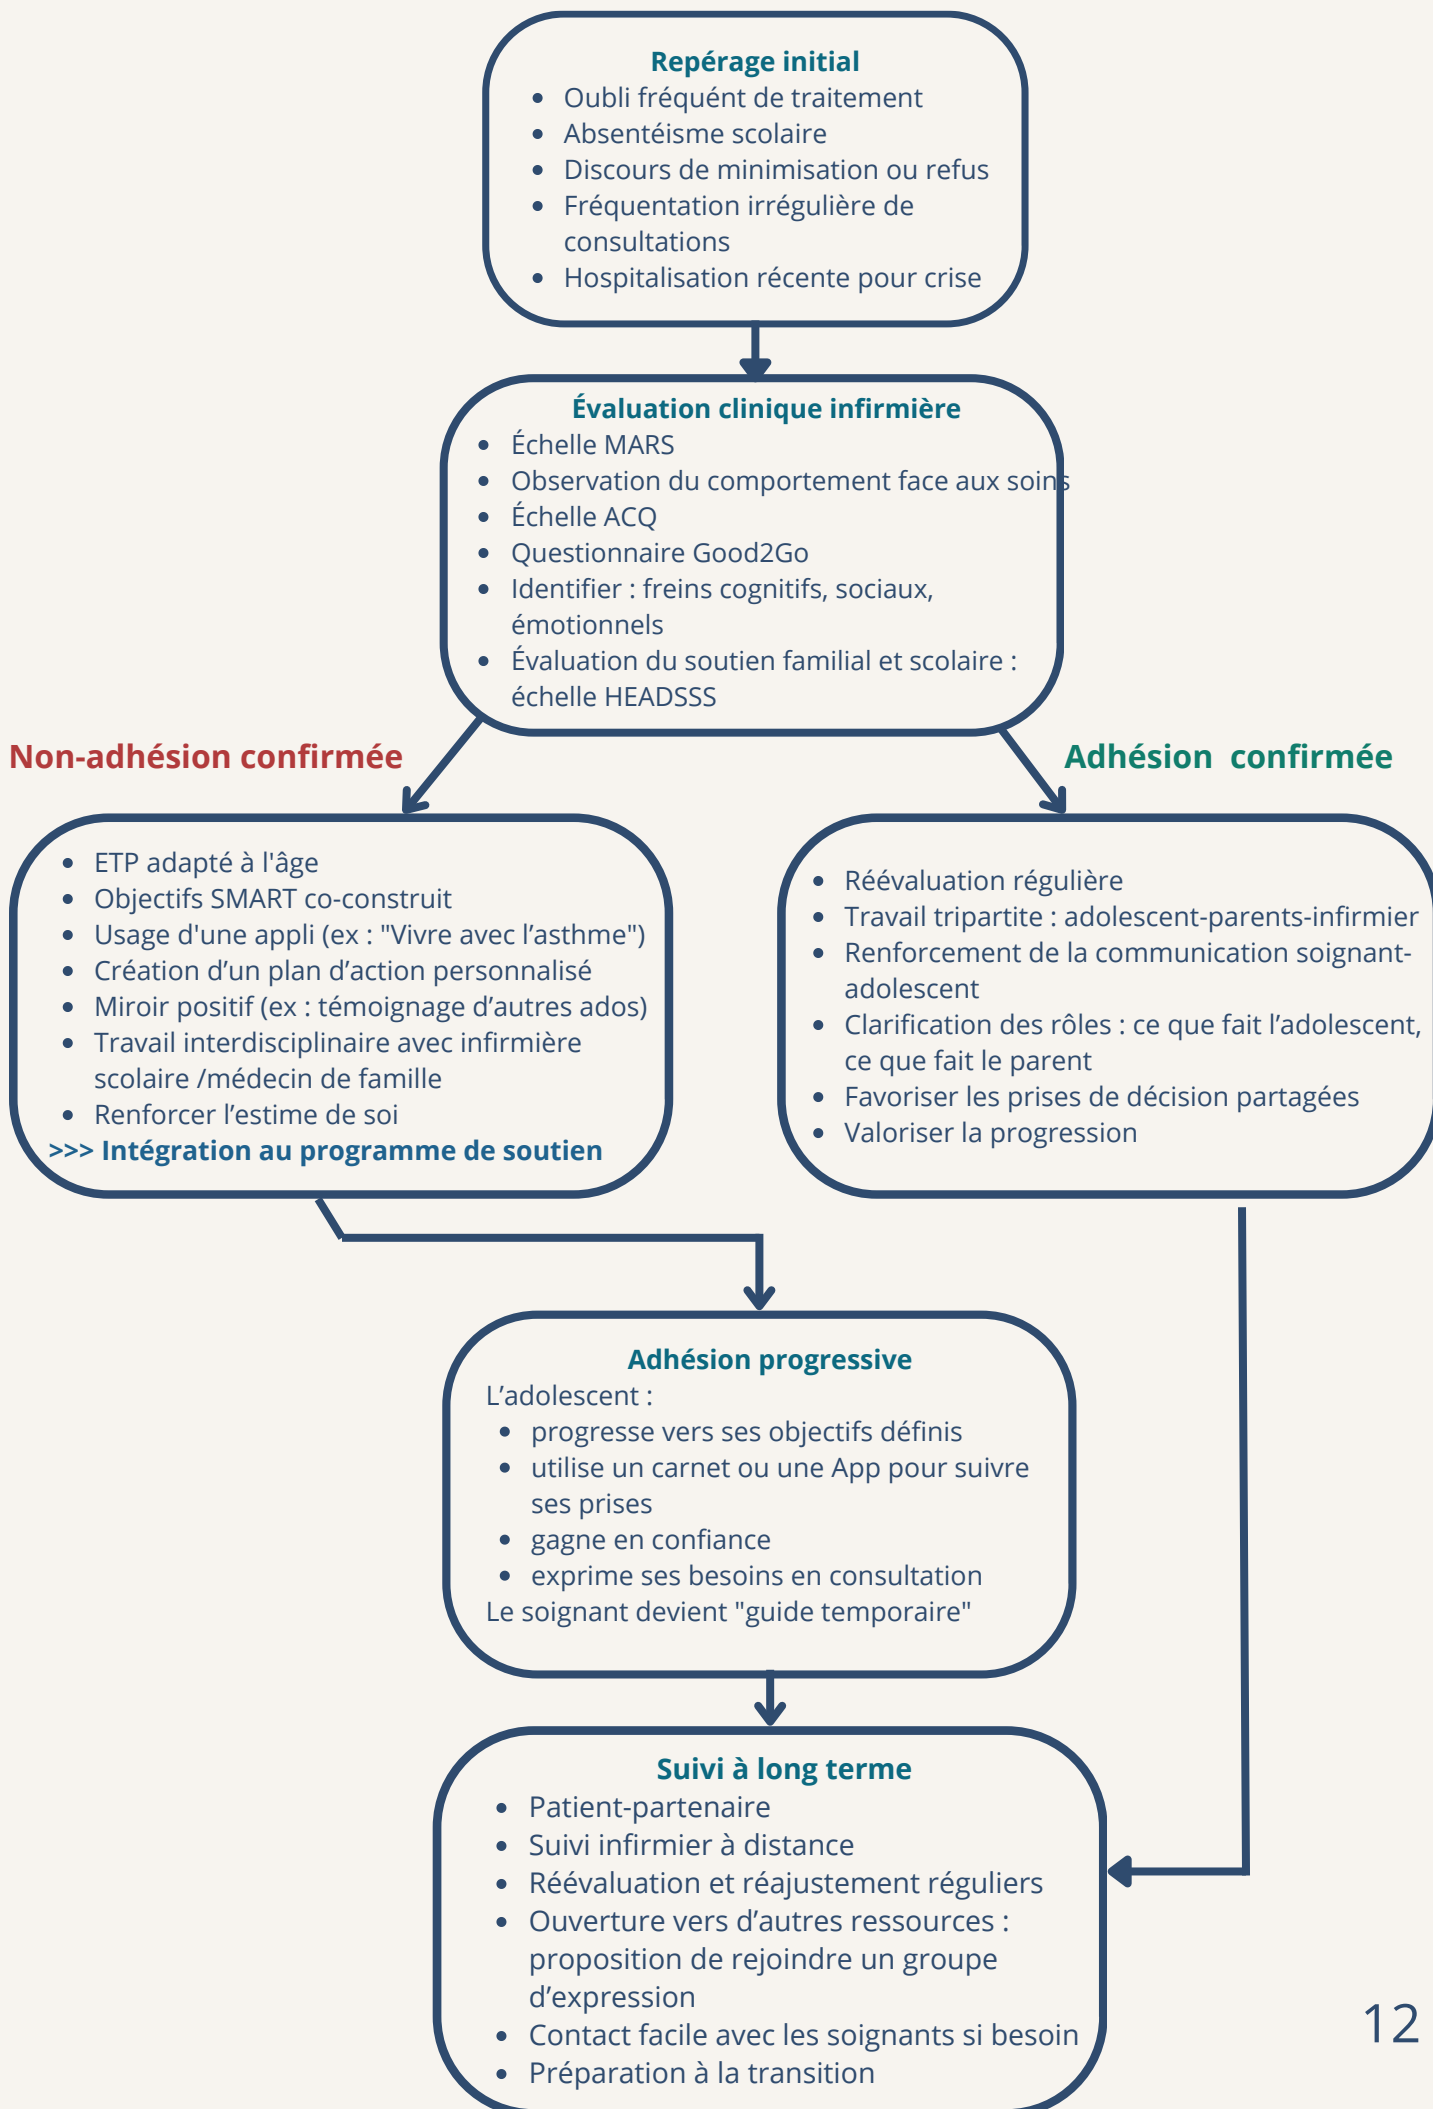 Repérage initial
• Oubli fréquént de traitement
• Absentéisme scolaire
• Discours de minimisation ou refus
• Fréquentation irrégulière de
consultations
• Hospitalisation récente pour crise
Évaluation clinique infirmière
• Échelle MARS
• Observation du comportement face aux soins
• Échelle ACQ
• Questionnaire Good2Go
• Identifier : freins cognitifs, sociaux,
émotionnels
• Évaluation du soutien familial et scolaire :
échelle HEADSSS
Non-adhésion confirmée
• ETP adapté à l'âge
• Objectifs SMART co-construit
• Usage d'une appli (ex : "Vivre avec l’asthme")
• Création d’un plan d’action personnalisé
• Miroir positif (ex : témoignage d’autres ados)
• Travail interdisciplinaire avec infirmière
scolaire /médecin de famille
• Renforcer l’estime de soi
>>> Intégration au programme de soutien
Adhésion confirmée
• Réévaluation régulière
• Travail tripartite : adolescent-parents-infirmier
• Renforcement de la communication soignant-
adolescent
• Clarification des rôles : ce que fait l’adolescent,
ce que fait le parent
• Favoriser les prises de décision partagées
• Valoriser la progression
Adhésion progressive
L’adolescent :
• progresse vers ses objectifs définis
• utilise un carnet ou une App pour suivre
ses prises
• gagne en confiance
• exprime ses besoins en consultation
Le soignant devient "guide temporaire"
Suivi à long terme
• Patient-partenaire
• Suivi infirmier à distance
• Réévaluation et réajustement réguliers
• Ouverture vers d’autres ressources :
proposition de rejoindre un groupe
d’expression
• Contact facile avec les soignants si besoin
• Préparation à la transition
12